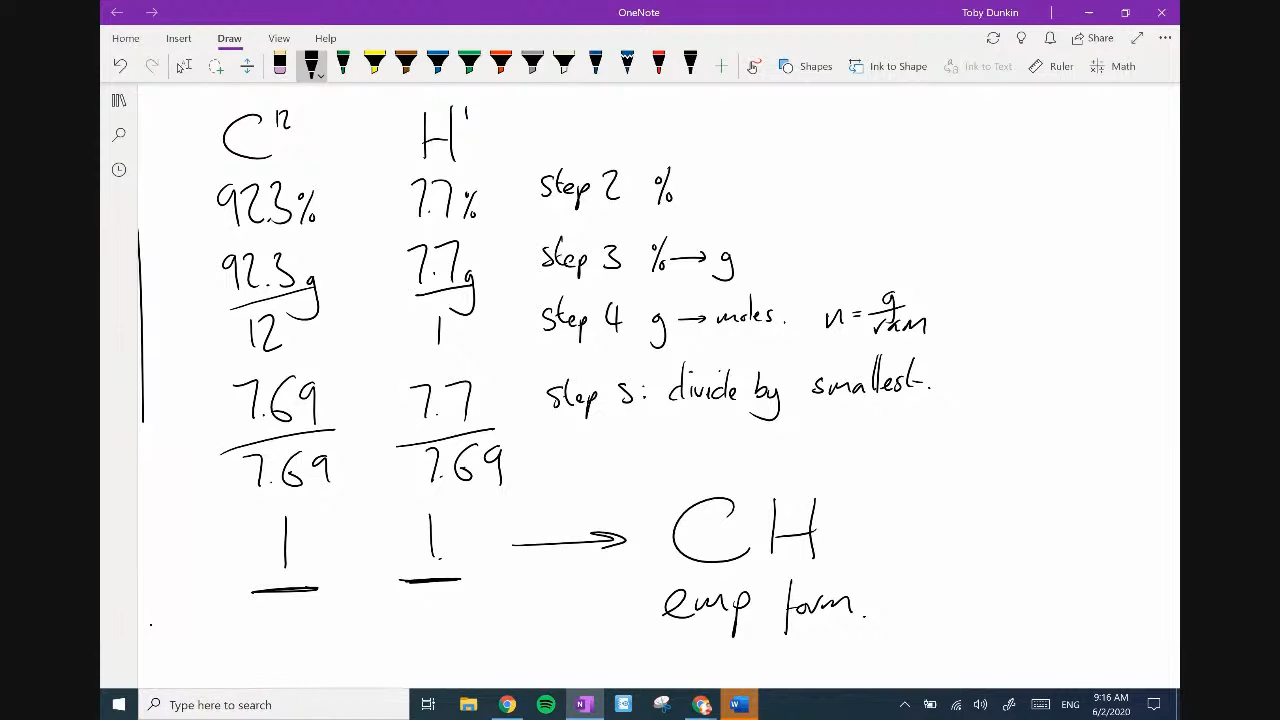 OneNote
Toby Dunkin
Home Insert Draw View Help
Share
Shapes Ink to Shape Ink to Text Ruler Math
C¹² H¹
92.3% 7.7% step 2 %
92.3g 7.7g step 3 % → g
12 1 step 4 g → moles. n = g
ram
7.69 7.7 step 5: divide by smallest.
7.69 7.69
1 1. → CH
emp form.
Type here to search
ENG
9:16 AM
6/2/2020